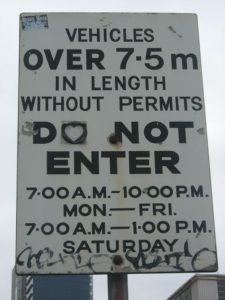 VEHICLES
OVER 7·5m
IN LENGTH
WITHOUT PERMITS
DO NOT
ENTER
7·00 A.M.–10·00 P.M.
MON.—FRI.
7·00 A.M.—1·00 P.M.
SATURDAY